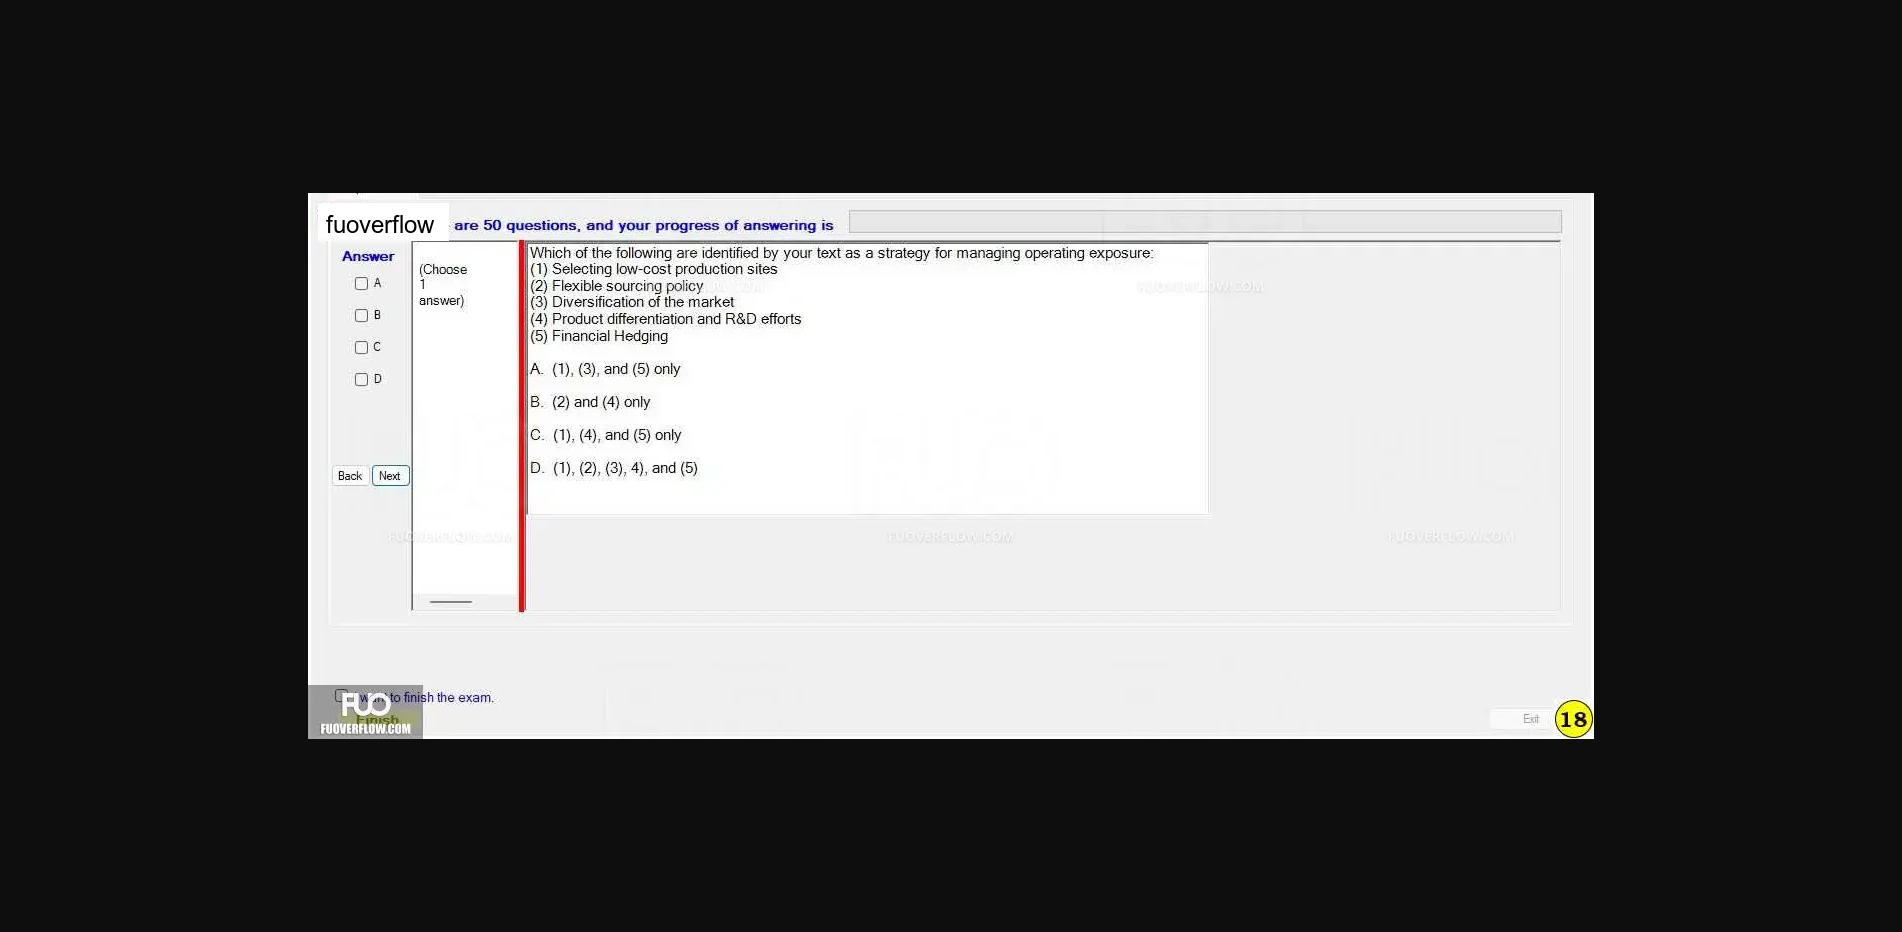 fuoverflow are 50 questions, and your progress of answering is
Answer
A
B
C
D
Back Next
(Choose
1
answer)
Which of the following are identified by your text as a strategy for managing operating exposure:
(1) Selecting low-cost production sites
(2) Flexible sourcing policy
(3) Diversification of the market
(4) Product differentiation and R&D efforts
(5) Financial Hedging
A. (1), (3), and (5) only
B. (2) and (4) only
C. (1), (4), and (5) only
D. (1), (2), (3), 4), and (5)
FUOVERFLOW.COM
FUOVERFLOW.COM FUOVERFLOW.COM FUOVERFLOW.COM
I want to finish the exam.
FUO
Finish
FUOVERFLOW.COM
Exit
18